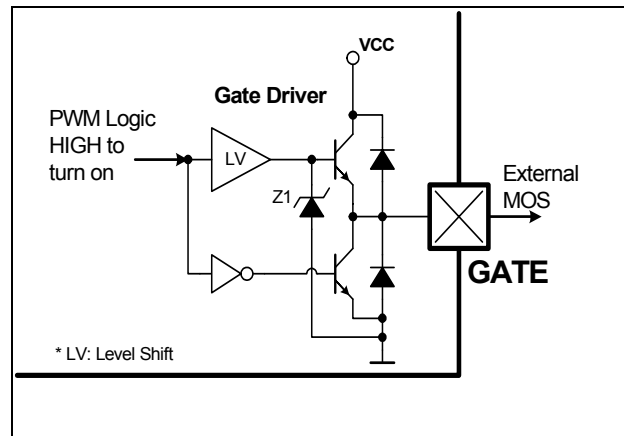 VCC
Gate Driver
PWM Logic
HIGH to
turn on
LV
Z1
External
MOS
GATE
* LV: Level Shift